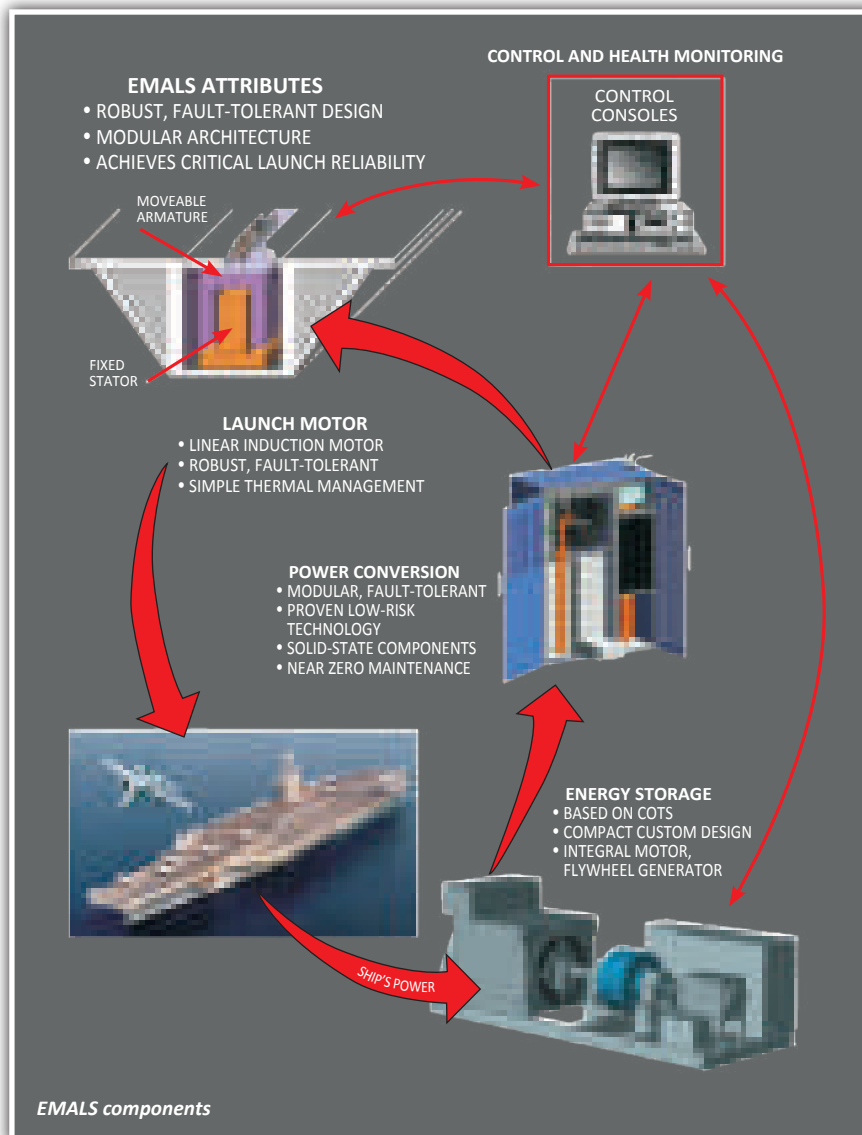 CONTROL AND HEALTH MONITORING
CONTROL
CONSOLES
EMALS ATTRIBUTES
• ROBUST, FAULT-TOLERANT DESIGN
• MODULAR ARCHITECTURE
• ACHIEVES CRITICAL LAUNCH RELIABILITY
MOVEABLE
ARMATURE
FIXED
STATOR
LAUNCH MOTOR
• LINEAR INDUCTION MOTOR
• ROBUST, FAULT-TOLERANT
• SIMPLE THERMAL MANAGEMENT
POWER CONVERSION
• MODULAR, FAULT-TOLERANT
• PROVEN LOW-RISK
TECHNOLOGY
• SOLID-STATE COMPONENTS
• NEAR ZERO MAINTENANCE
ENERGY STORAGE
• BASED ON COTS
• COMPACT CUSTOM DESIGN
• INTEGRAL MOTOR,
FLYWHEEL GENERATOR
SHIP'S POWER
EMALS components